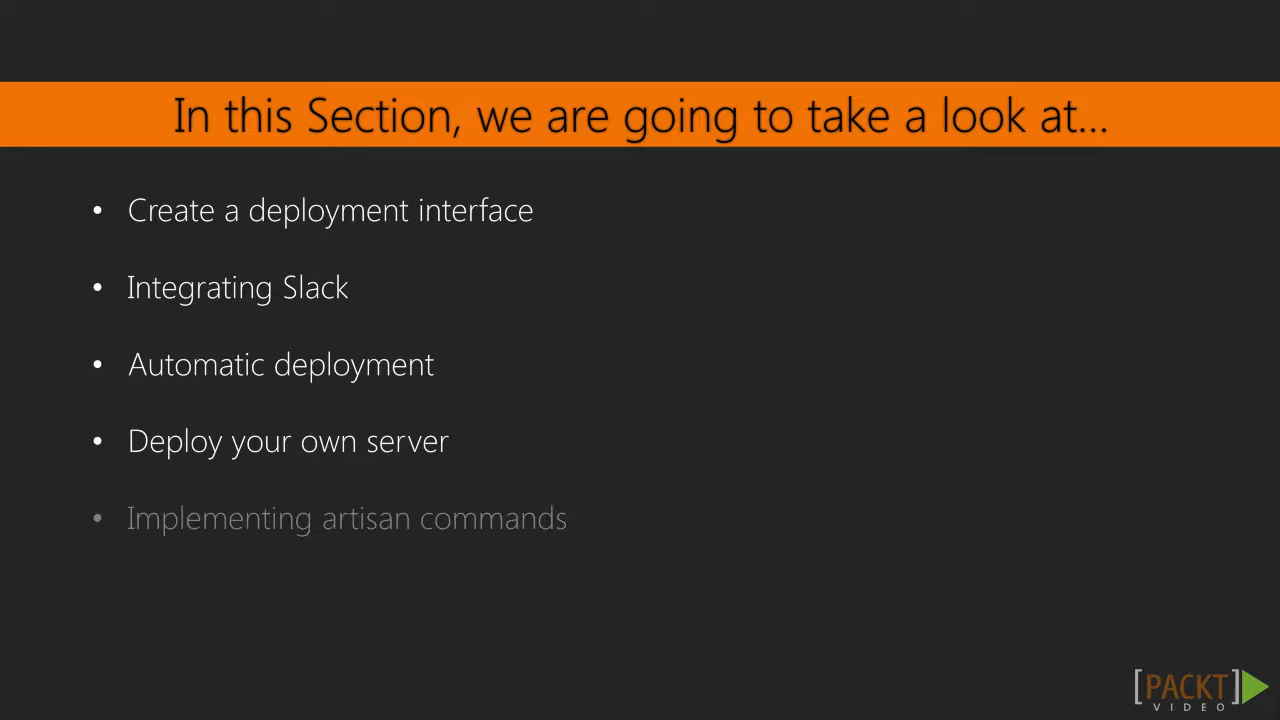 In this Section, we are going to take a look at...
• Create a deployment interface
• Integrating Slack
• Automatic deployment
• Deploy your own server
• Implementing artisan commands
[PACKT]
VIDEO